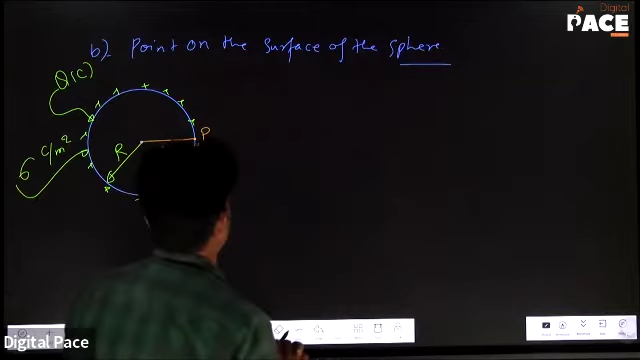 Digital
PACE
b). Point on the Surface of the Sphere
Q(C)
σ C/m²
R
P
Digital Pace